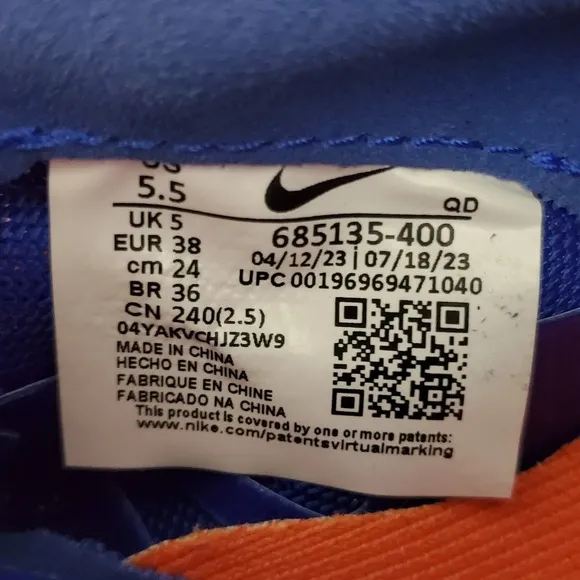 US
5.5
QD
UK 5
EUR 38
cm 24
BR 36
CN 240(2.5)
685135-400
04/12/23 | 07/18/23
UPC 00196969471040
04YAKVCHJZ3W9
MADE IN CHINA
HECHO EN CHINA
FABRIQUE EN CHINE
FABRICADO NA CHINA
This product is covered by one or more patents:
www.nike.com/patentsvirtualmarking